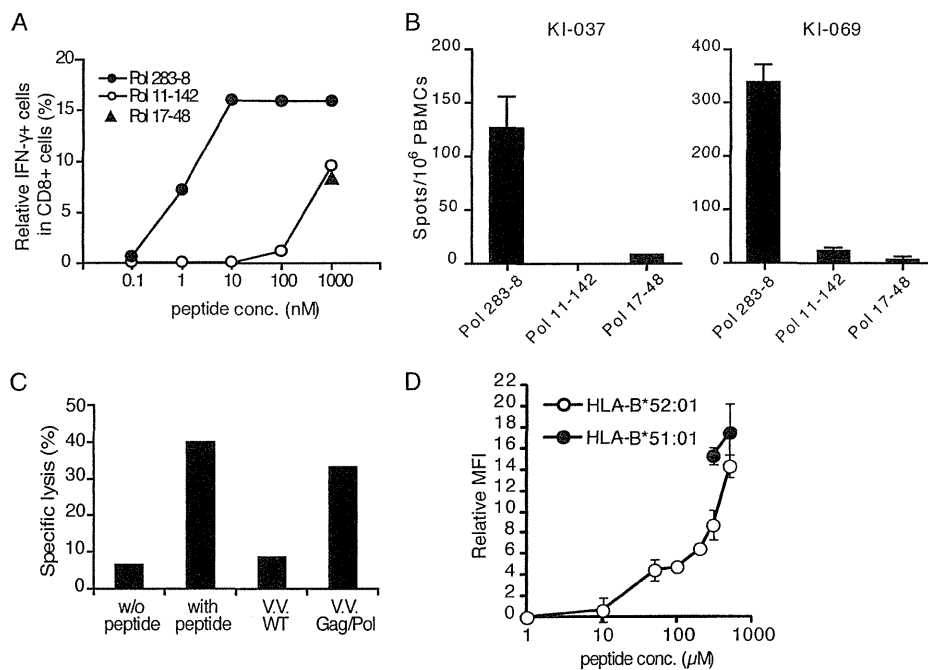 A
Relative IFN-γ+ cells
in CD8+ cells (%)
20
15
10
5
0
Pol 283-8
Pol 11-142
Pol 17-48
0.1
1
10
100
1000
peptide conc. (nM)
B
KI-037
Spots/10⁶ PBMCs
200
150
100
50
0
Pol 283-8
Pol 11-142
Pol 17-48
KI-069
400
300
200
100
0
Pol 283-8
Pol 11-142
Pol 17-48
C
Specific lysis (%)
50
40
30
20
10
0
w/o
peptide
with
peptide
V.V.
WT
V.V.
Gag/Pol
D
Relative MFI
22
20
18
16
14
12
10
8
6
4
2
0
HLA-B*52:01
HLA-B*51:01
1
10
100
1000
peptide conc. (μM)